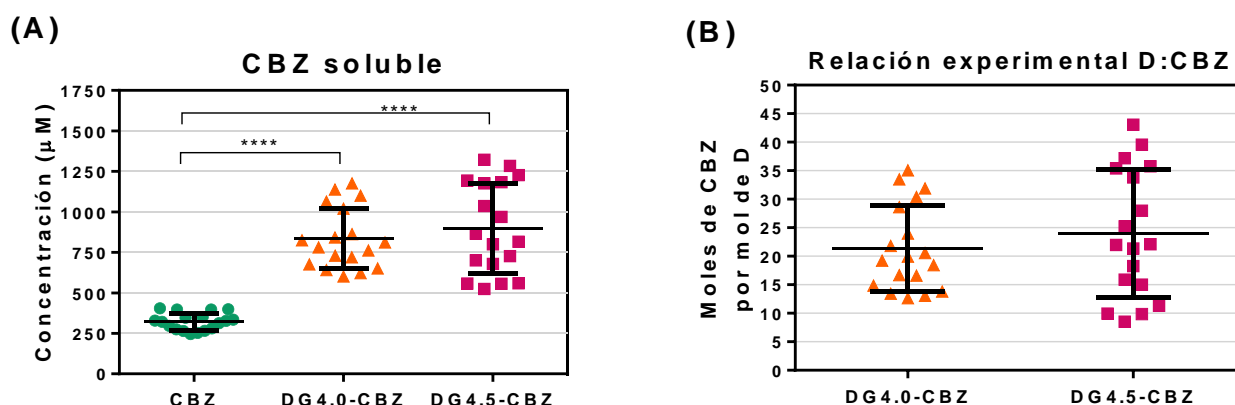 (A)
CBZ soluble
Concentración (µM)
1750
1500
1250
1000
750
500
250
0
****
****
CBZ
DG4.0-CBZ
DG4.5-CBZ
(B)
Relación experimental D:CBZ
Moles de CBZ
por mol de D
50
45
40
35
30
25
20
15
10
5
0
DG4.0-CBZ
DG4.5-CBZ